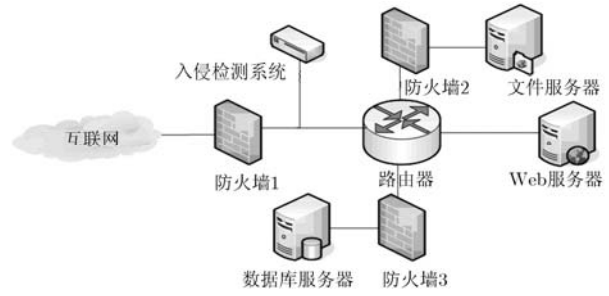 入侵检测系统
防火墙2
文件服务器
互联网
防火墙1
路由器
Web服务器
数据库服务器
防火墙3